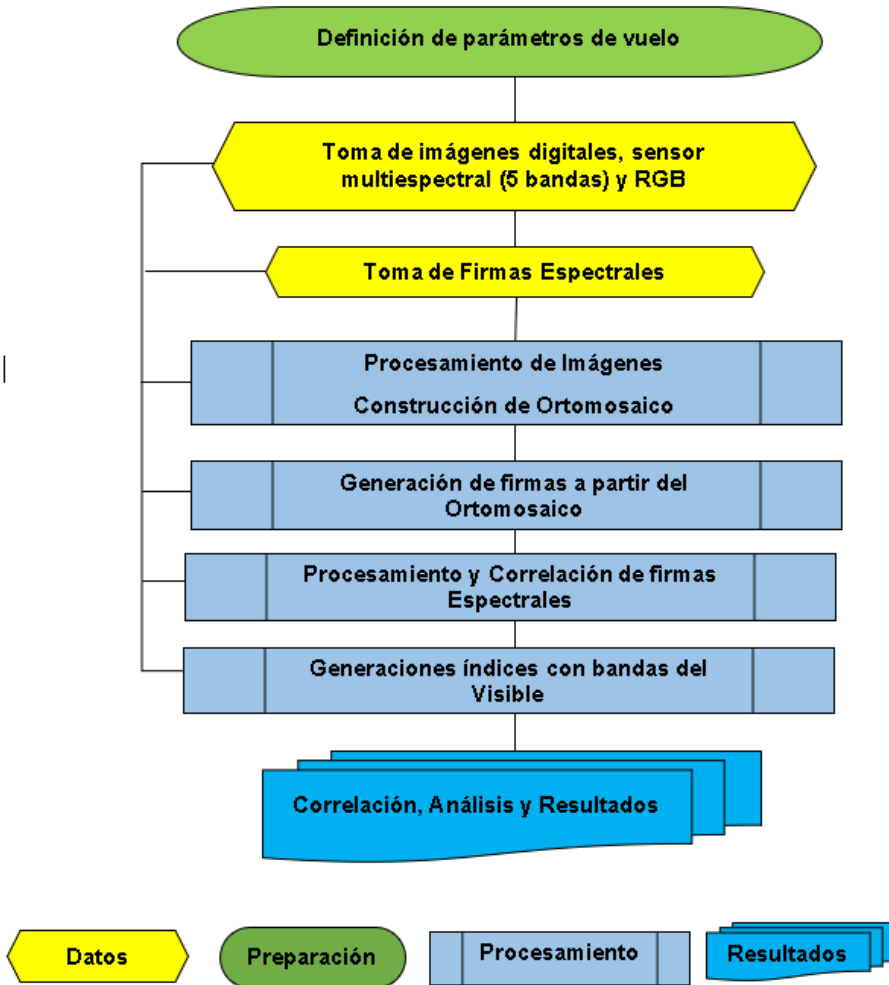 Definición de parámetros de vuelo
Toma de imágenes digitales, sensor
multiespectral (5 bandas) y RGB
Toma de Firmas Espectrales
Procesamiento de Imágenes
Construcción de Ortomosaico
Generación de firmas a partir del
Ortomosaico
Procesamiento y Correlación de firmas
Espectrales
Generaciones índices con bandas del
Visible
Correlación, Análisis y Resultados
Datos
Preparación
Procesamiento
Resultados